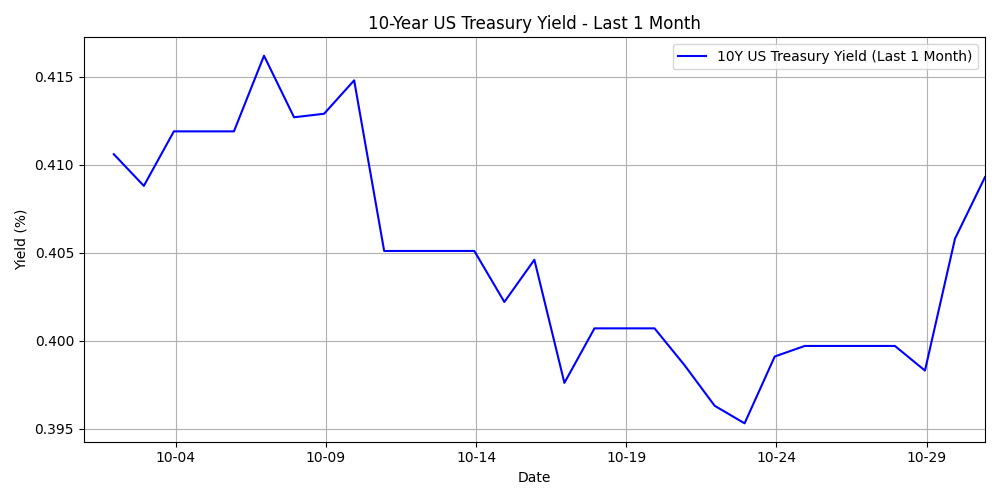 10-Year US Treasury Yield - Last 1 Month
10Y US Treasury Yield (Last 1 Month)
Yield (%)
0.415
0.410
0.405
0.400
0.395
10-04
10-09
10-14
10-19
10-24
10-29
Date